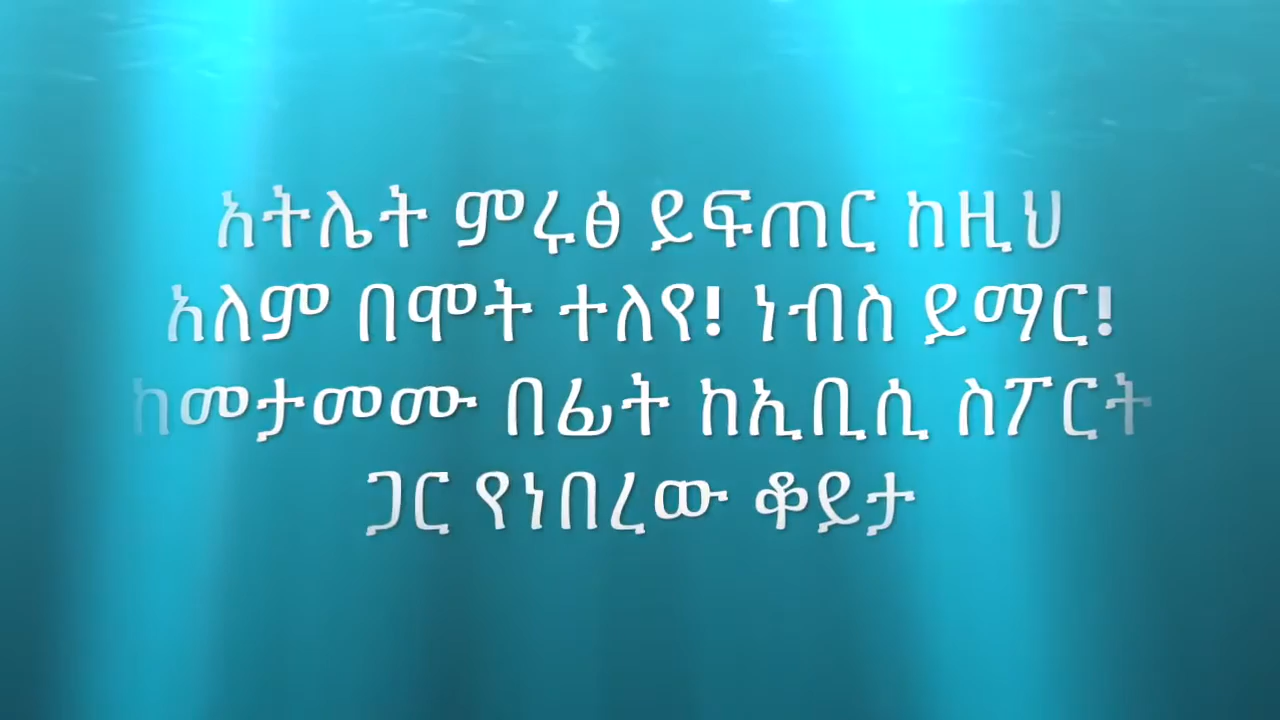 አትሌት ምሩፅ ይፍጠር ከዚህ
አለም በሞት ተለየ! ነብስ ይማር!
ከመታመሙ በፊት ከኢቢሲ ስፖርት
ጋር የነበረው ቆይታ